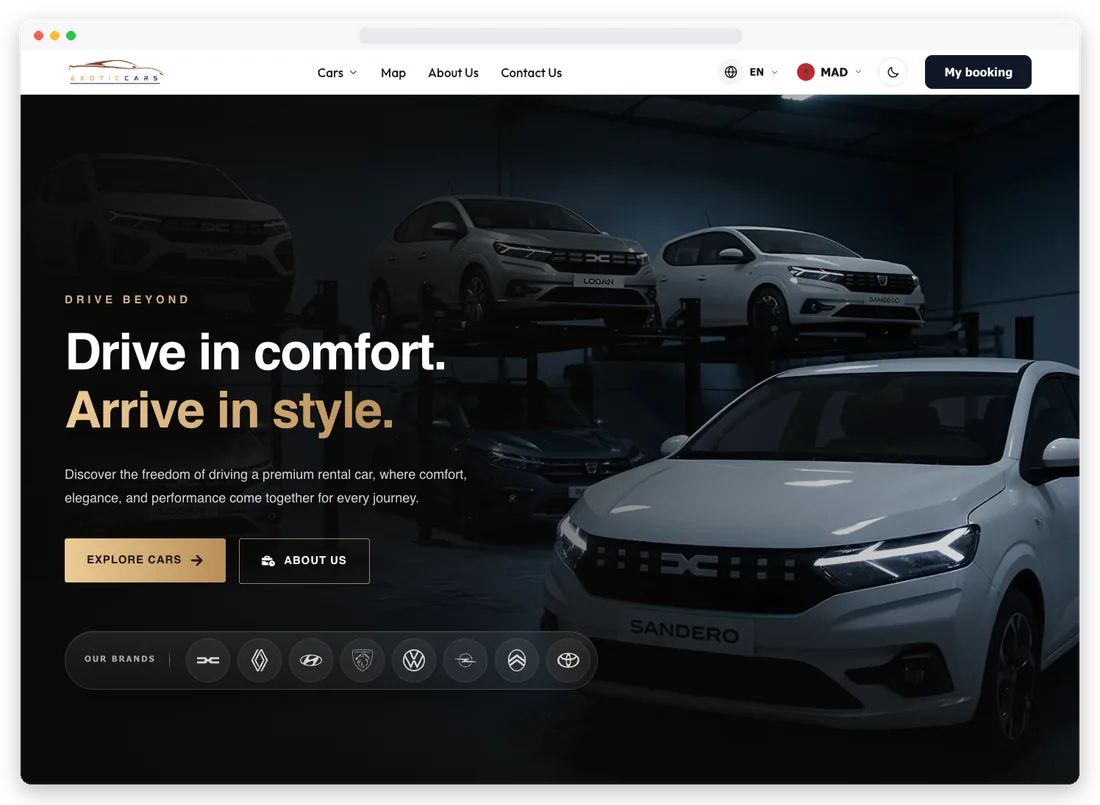 EXOTIC CARS
Cars
Map
About Us
Contact Us
EN
MAD
My booking
LOGAN
SANDERO
DRIVE BEYOND
Drive in comfort.
Arrive in style.
Discover the freedom of driving a premium rental car, where comfort,
elegance, and performance come together for every journey.
EXPLORE CARS
ABOUT US
SANDERO
OUR BRANDS